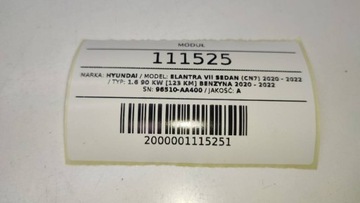 MODUŁ
111525
MARKA: HYUNDAI / MODEL: ELANTRA VII SEDAN (CN7) 2020 - 2022
/ TYP: 1.6 90 KW [123 KM] BENZYNA 2020 - 2022
SN: 96510-AA400 / JAKOŚĆ: A
2000001115251